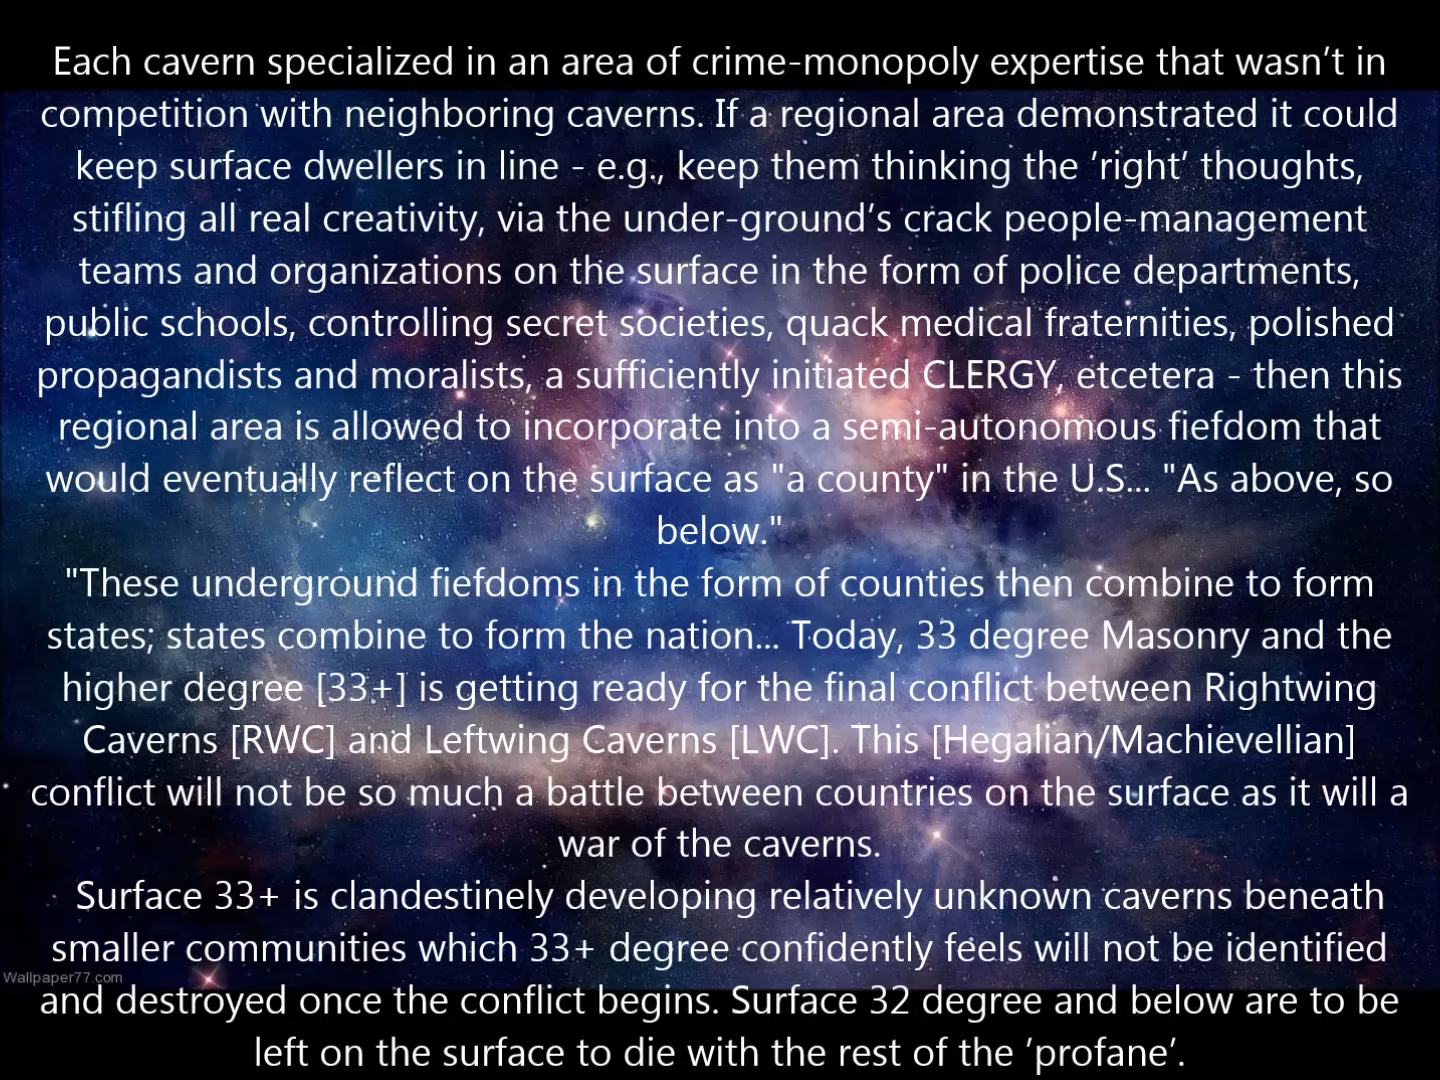 Each cavern specialized in an area of crime-monopoly expertise that wasn’t in
competition with neighboring caverns. If a regional area demonstrated it could
keep surface dwellers in line - e.g., keep them thinking the ’right’ thoughts,
stifling all real creativity, via the under-ground’s crack people-management
teams and organizations on the surface in the form of police departments,
public schools, controlling secret societies, quack medical fraternities, polished
propagandists and moralists, a sufficiently initiated CLERGY, etcetera - then this
regional area is allowed to incorporate into a semi-autonomous fiefdom that
would eventually reflect on the surface as "a county" in the U.S... "As above, so
below."
"These underground fiefdoms in the form of counties then combine to form
states; states combine to form the nation... Today, 33 degree Masonry and the
higher degree [33+] is getting ready for the final conflict between Rightwing
Caverns [RWC] and Leftwing Caverns [LWC]. This [Hegalian/Machievellian]
conflict will not be so much a battle between countries on the surface as it will a
war of the caverns.
Surface 33+ is clandestinely developing relatively unknown caverns beneath
smaller communities which 33+ degree confidently feels will not be identified
Wallpaper77.com
and destroyed once the conflict begins. Surface 32 degree and below are to be
left on the surface to die with the rest of the ’profane’.